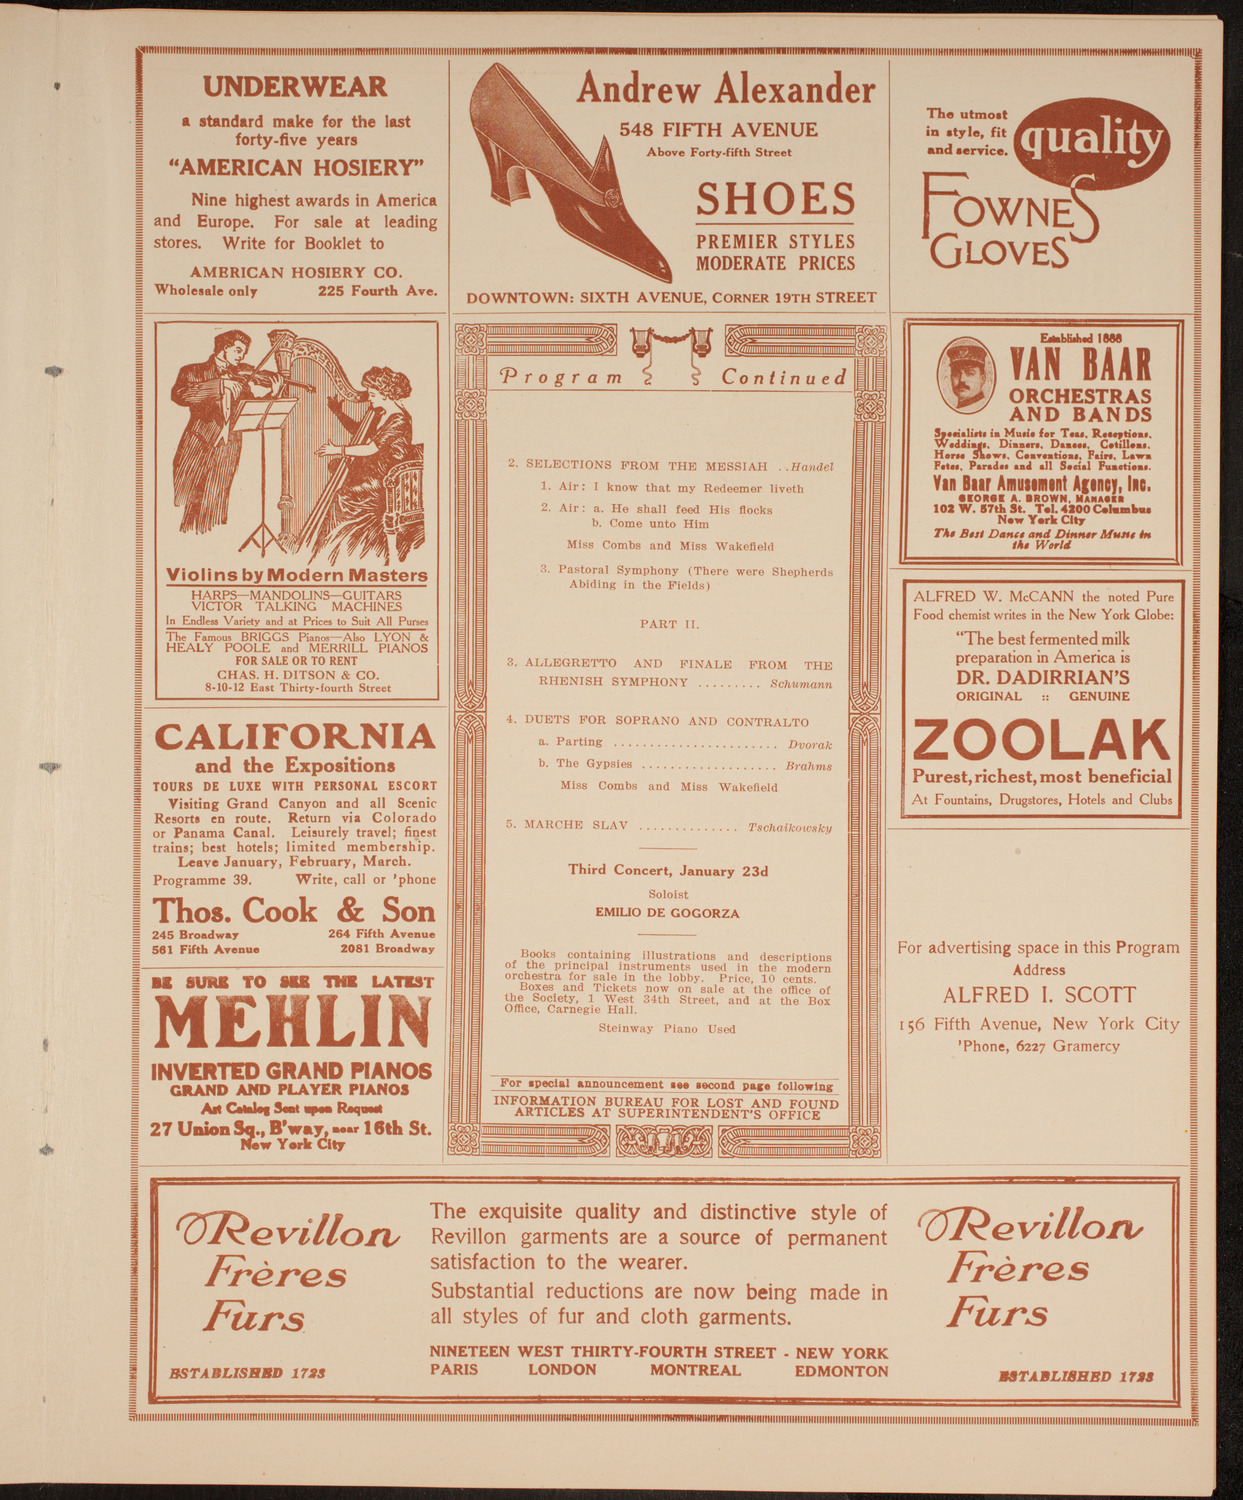 UNDERWEAR
a standard make for the last
forty-five years
"AMERICAN HOSIERY"
Nine highest awards in America
and Europe. For sale at leading
stores. Write for Booklet to
AMERICAN HOSIERY CO.
Wholesale only 225 Fourth Ave.
Andrew Alexander
548 FIFTH AVENUE
Above Forty-fifth Street
SHOES
PREMIER STYLES
MODERATE PRICES
DOWNTOWN: SIXTH AVENUE, CORNER 19TH STREET
The utmost
in style, fit
and service.
quality
FOWNES
GLOVES
Violins by Modern Masters
HARPS—MANDOLINS—GUITARS
VICTOR TALKING MACHINES
In Endless Variety and at Prices to Suit All Purses
The Famous BRIGGS Pianos—Also LYON &
HEALY POOLE and MERRILL PIANOS
FOR SALE OR TO RENT
CHAS. H. DITSON & CO.
8-10-12 East Thirty-fourth Street
CALIFORNIA
and the Expositions
TOURS DE LUXE WITH PERSONAL ESCORT
Visiting Grand Canyon and all Scenic
Resorts en route. Return via Colorado
or Panama Canal. Leisurely travel; finest
trains; best hotels; limited membership.
Leave January, February, March.
Programme 39. Write, call or 'phone
Thos. Cook & Son
245 Broadway 264 Fifth Avenue
561 Fifth Avenue 2081 Broadway
BE SURE TO SEE THE LATEST
MEHLIN
INVERTED GRAND PIANOS
GRAND AND PLAYER PIANOS
Art Catalog Sent upon Request
27 Union Sq., B'way, near 16th St.
New York City
Program Continued
2. SELECTIONS FROM THE MESSIAH ..Handel
1. Air: I know that my Redeemer liveth
2. Air: a. He shall feed His flocks
b. Come unto Him
Miss Combs and Miss Wakefield
3. Pastoral Symphony (There were Shepherds
Abiding in the Fields)
PART II.
3. ALLEGRETTO AND FINALE FROM THE
RHENISH SYMPHONY ......... Schumann
4. DUETS FOR SOPRANO AND CONTRALTO
a. Parting ....................... Dvorak
b. The Gypsies ................... Brahms
Miss Combs and Miss Wakefield
5. MARCHE SLAV .............. Tschaikowsky
Third Concert, January 23d
Soloist
EMILIO DE GOGORZA
Books containing illustrations and descriptions
of the principal instruments used in the modern
orchestra for sale in the lobby. Price, 10 cents.
Boxes and Tickets now on sale at the office of
the Society, 1 West 34th Street, and at the Box
Office, Carnegie Hall.
Steinway Piano Used
For special announcement see second page following
INFORMATION BUREAU FOR LOST AND FOUND
ARTICLES AT SUPERINTENDENT'S OFFICE
Established 1888
VAN BAAR
ORCHESTRAS
AND BANDS
Specialists in Music for Teas, Receptions,
Weddings, Dinners, Dances, Cotillons,
Horse Shows, Conventions, Fairs, Lawn
Fetes, Parades and all Social Functions.
Van Baar Amusement Agency, Inc.
GEORGE A. BROWN, MANAGER
102 W. 57th St. Tel. 4200 Columbus
New York City
The Best Dance and Dinner Music in
the World
ALFRED W. McCANN the noted Pure
Food chemist writes in the New York Globe:
"The best fermented milk
preparation in America is
DR. DADIRRIAN'S
ORIGINAL :: GENUINE
ZOOLAK
Purest, richest, most beneficial
At Fountains, Drugstores, Hotels and Clubs
For advertising space in this Program
Address
ALFRED I. SCOTT
156 Fifth Avenue, New York City
'Phone, 6227 Gramercy
Revillon
Frères
Furs
ESTABLISHED 1723
The exquisite quality and distinctive style of
Revillon garments are a source of permanent
satisfaction to the wearer.
Substantial reductions are now being made in
all styles of fur and cloth garments.
NINETEEN WEST THIRTY-FOURTH STREET - NEW YORK
PARIS LONDON MONTREAL EDMONTON
Revillon
Frères
Furs
ESTABLISHED 1723